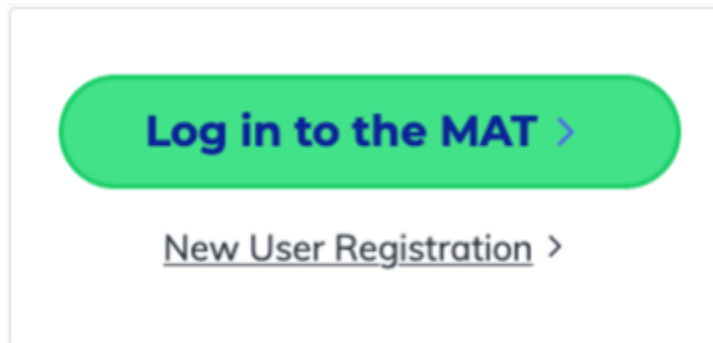 Log in to the MAT >
New User Registration >